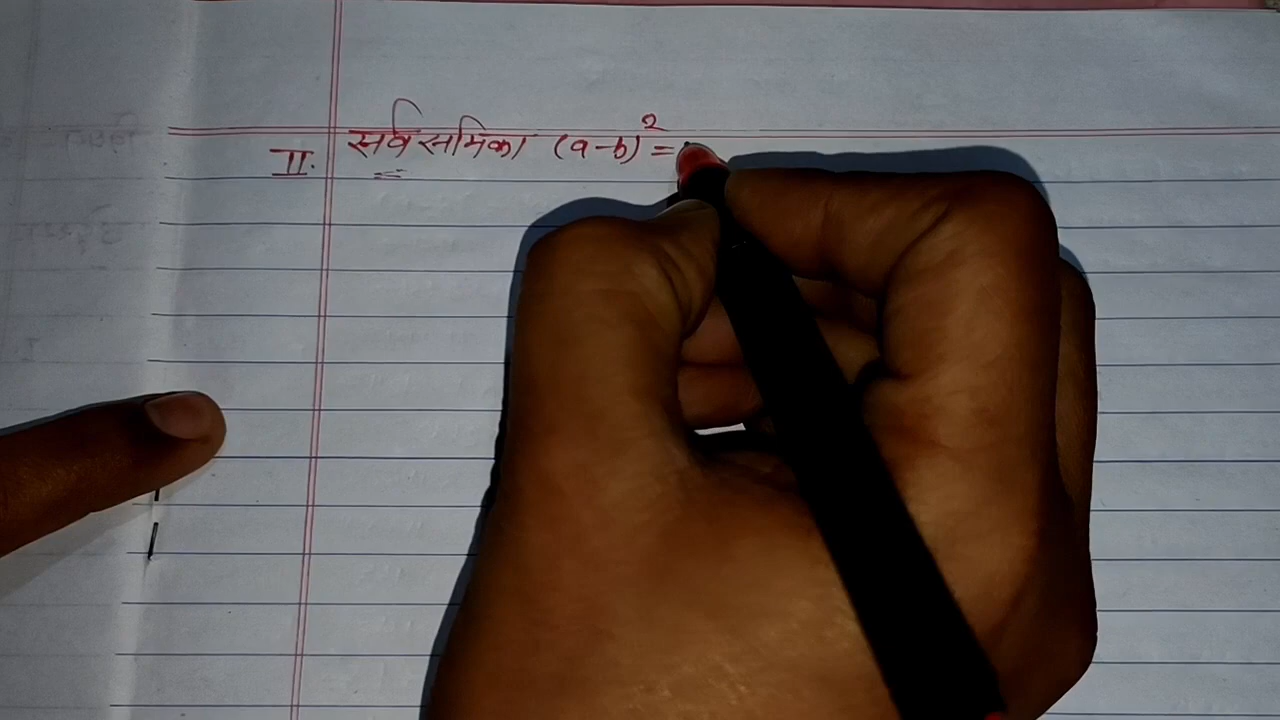 II. सर्वसमिका (a-b)² =